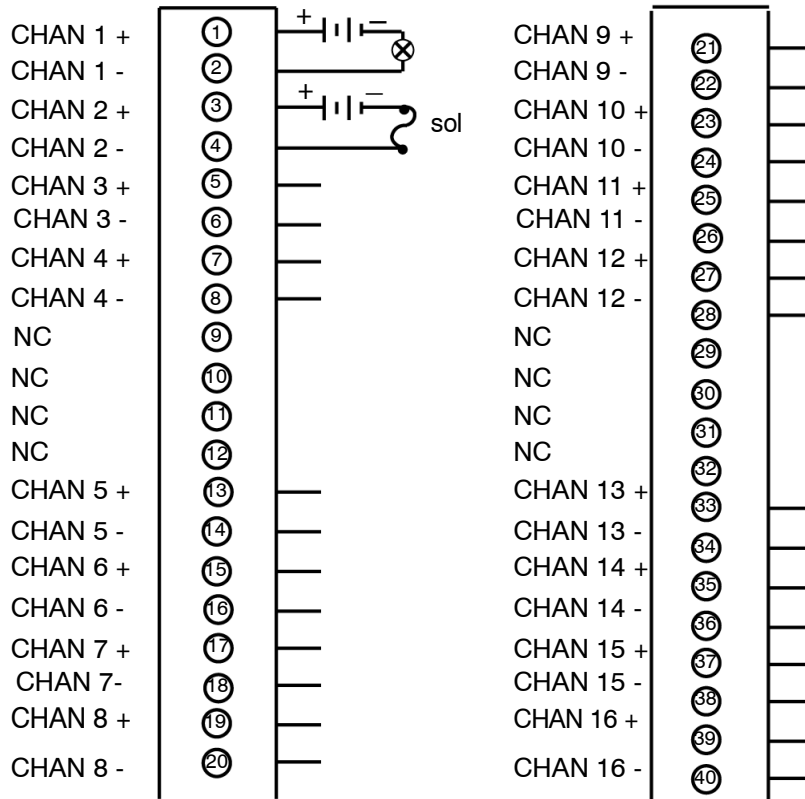 CHAN 1 + 1 + –
CHAN 1 - 2
CHAN 2 + 3 + –
CHAN 2 - 4 sol
CHAN 3 + 5
CHAN 3 - 6
CHAN 4 + 7
CHAN 4 - 8
NC 9
NC 10
NC 11
NC 12
CHAN 5 + 13
CHAN 5 - 14
CHAN 6 + 15
CHAN 6 - 16
CHAN 7 + 17
CHAN 7- 18
CHAN 8 + 19
CHAN 8 - 20
CHAN 9 + 21
CHAN 9 - 22
CHAN 10 + 23
CHAN 10 - 24
CHAN 11 + 25
CHAN 11 - 26
CHAN 12 + 27
CHAN 12 - 28
NC 29
NC 30
NC 31
NC 32
CHAN 13 + 33
CHAN 13 - 34
CHAN 14 + 35
CHAN 14 - 36
CHAN 15 + 37
CHAN 15 - 38
CHAN 16 + 39
CHAN 16 - 40